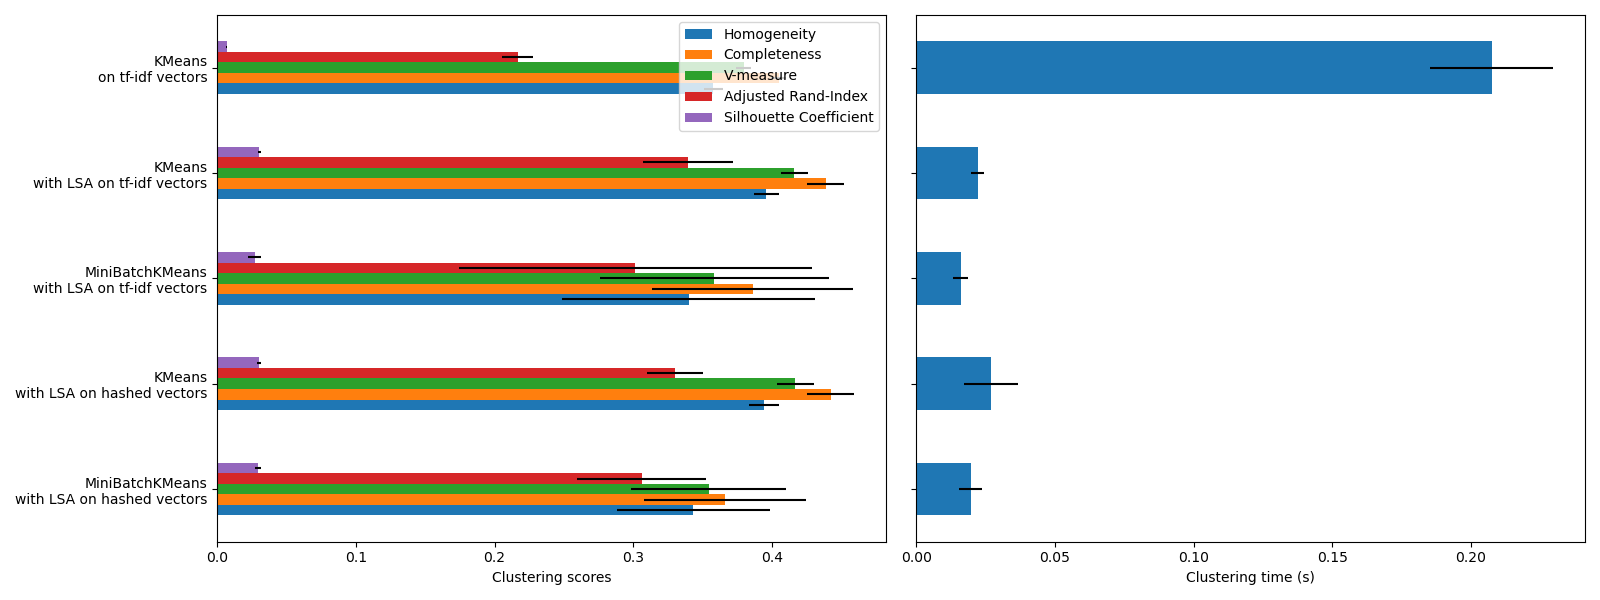 KMeans
on tf-idf vectors
KMeans
with LSA on tf-idf vectors
MiniBatchKMeans
with LSA on tf-idf vectors
KMeans
with LSA on hashed vectors
MiniBatchKMeans
with LSA on hashed vectors
Homogeneity
Completeness
V-measure
Adjusted Rand-Index
Silhouette Coefficient
0.0 0.1 0.2 0.3 0.4
Clustering scores
0.00 0.05 0.10 0.15 0.20
Clustering time (s)